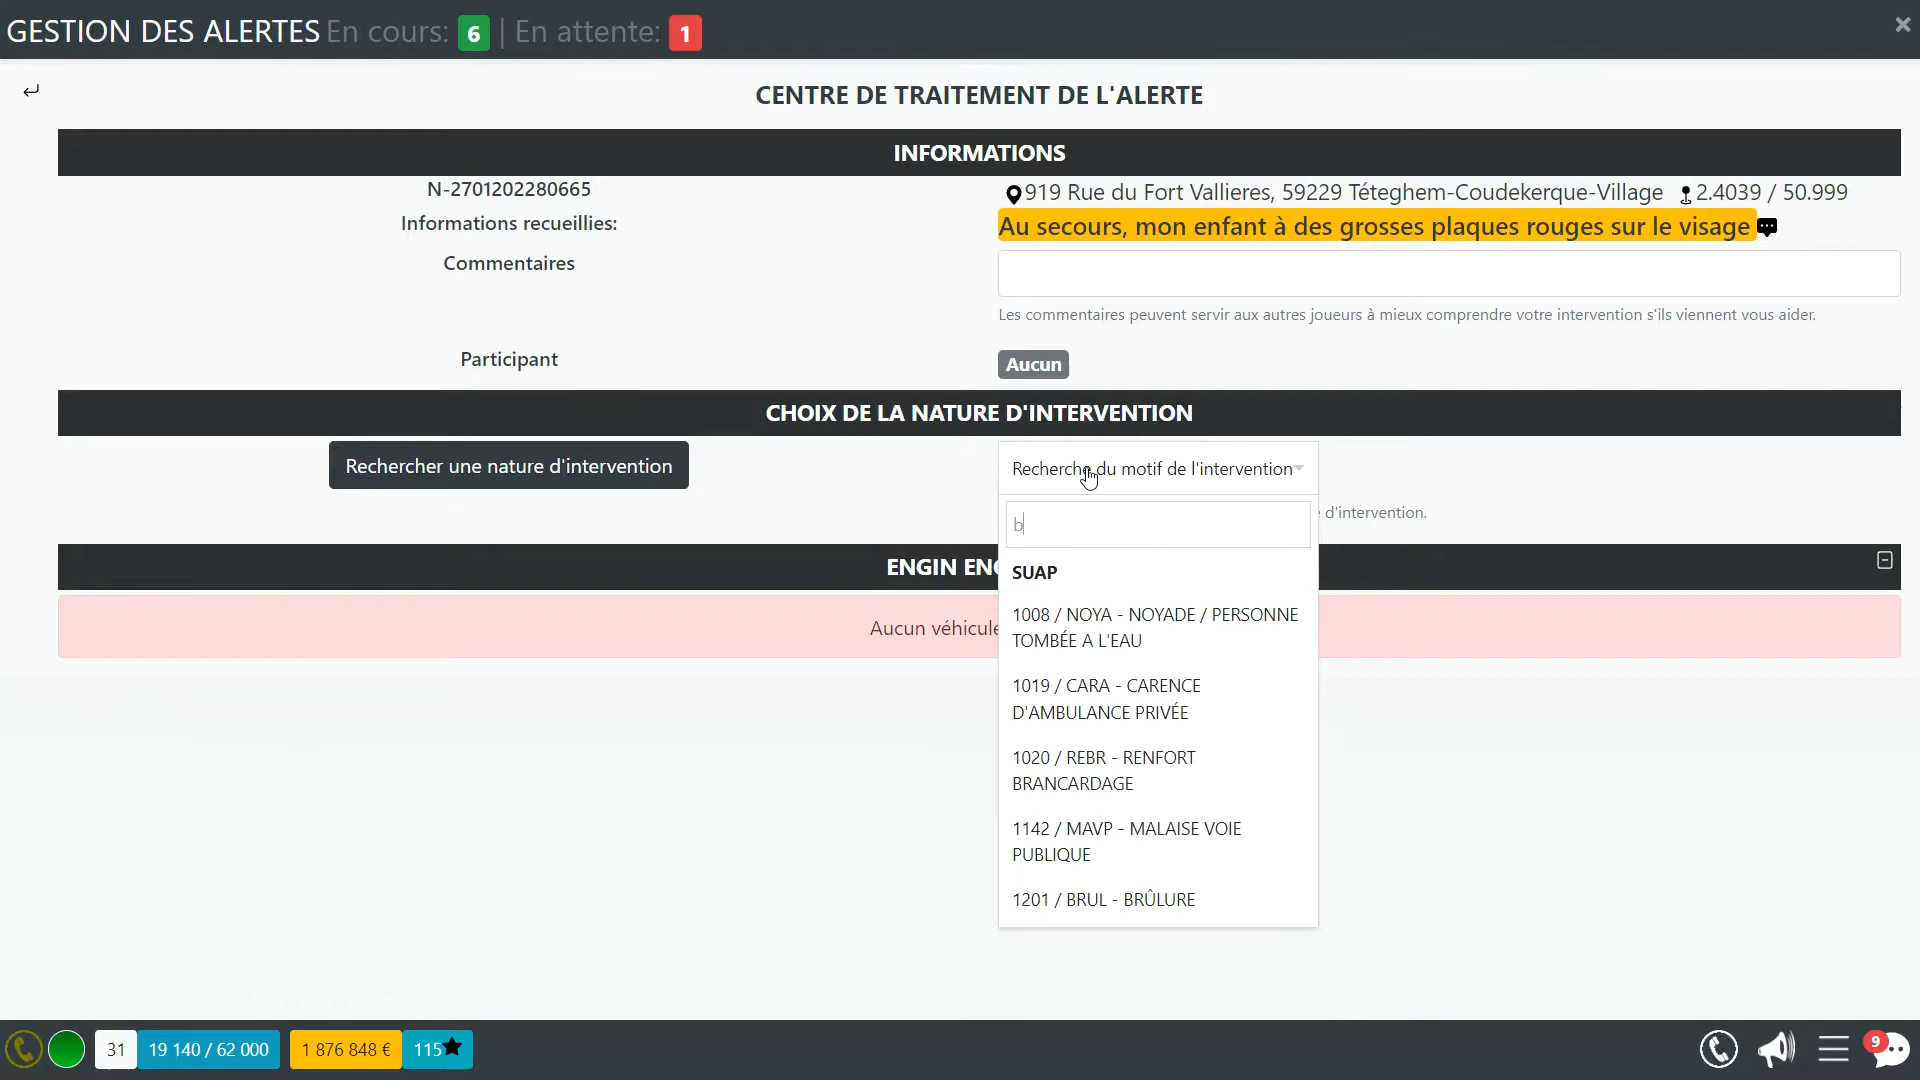 GESTION DES ALERTES En cours: 6 | En attente: 1
CENTRE DE TRAITEMENT DE L'ALERTE
INFORMATIONS
N-2701202280665
919 Rue du Fort Vallieres, 59229 Téteghem-Coudekerque-Village 2.4039 / 50.999
Informations recueillies:
Au secours, mon enfant à des grosses plaques rouges sur le visage
Commentaires
Les commentaires peuvent servir aux autres joueurs à mieux comprendre votre intervention s'ils viennent vous aider.
Participant
Aucun
CHOIX DE LA NATURE D'INTERVENTION
Rechercher une nature d'intervention
Recherche du motif de l'intervention
d'intervention.
b
ENGIN EN
SUAP
1008 / NOYA - NOYADE / PERSONNE
TOMBÉE A L'EAU
Aucun véhicule
1019 / CARA - CARENCE
D'AMBULANCE PRIVÉE
1020 / REBR - RENFORT
BRANCARDAGE
1142 / MAVP - MALAISE VOIE
PUBLIQUE
1201 / BRUL - BRÛLURE
31 19 140 / 62 000 1 876 848 € 115 9